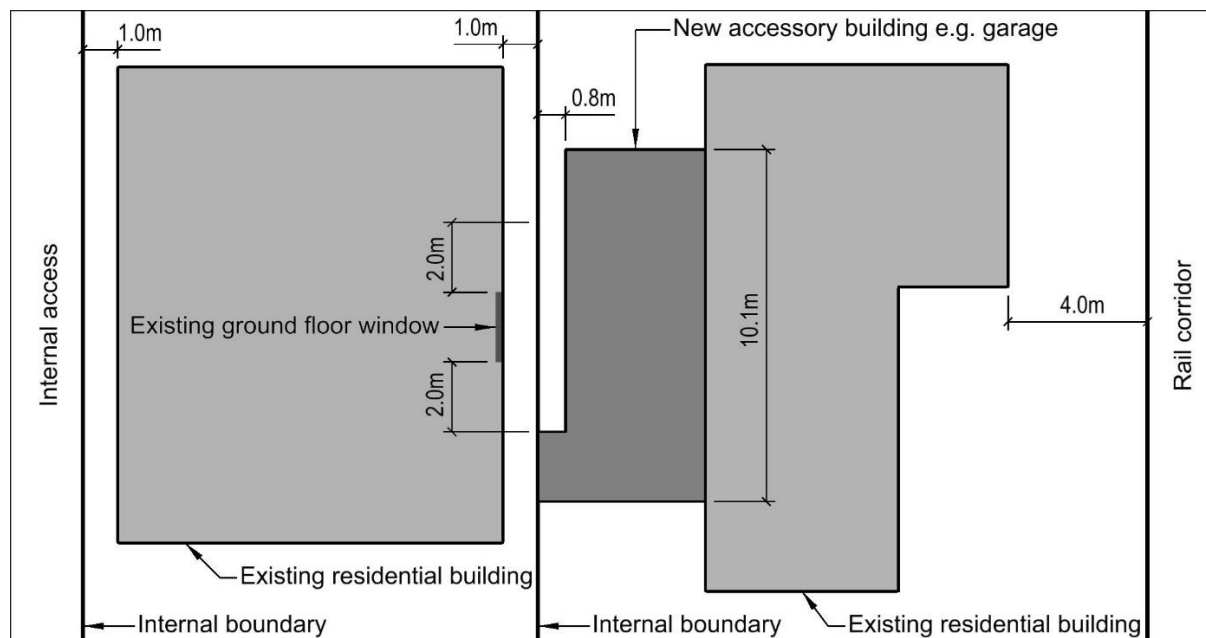 1.0m
1.0m
New accessory building e.g. garage
0.8m
Internal access
2.0m
Existing ground floor window
2.0m
10.1m
4.0m
Rail corridor
Existing residential building
Internal boundary
Internal boundary
Existing residential building